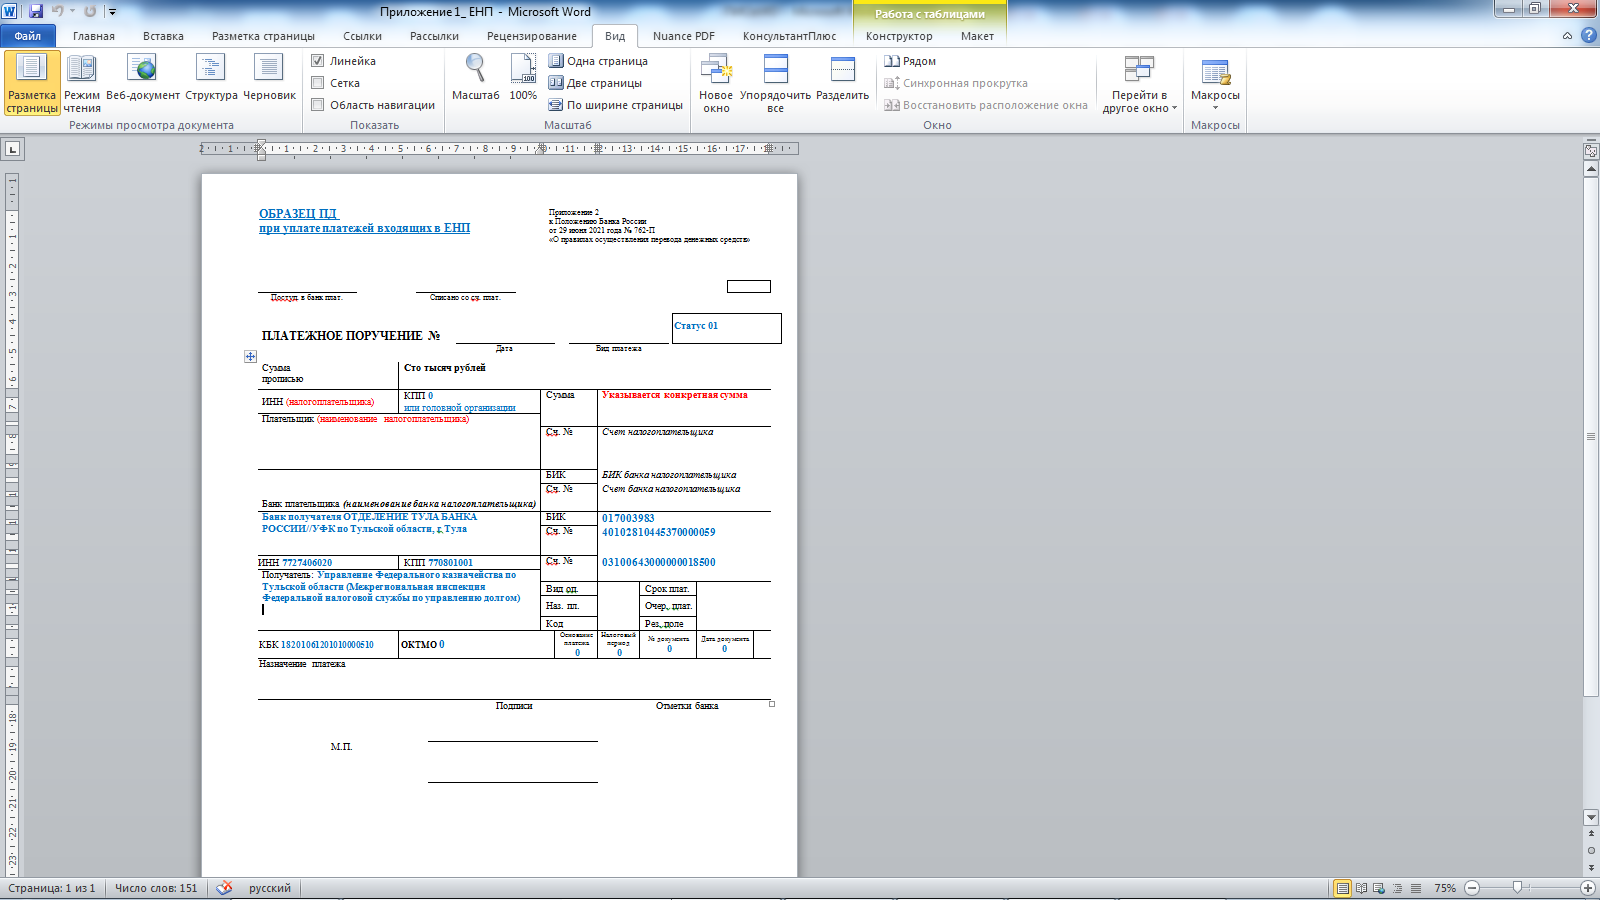 Приложение 1_ ЕНП - Microsoft Word
Работа с таблицами
Файл
Главная
Вставка
Разметка страницы
Ссылки
Рассылки
Рецензирование
Вид
Nuance PDF
КонсультантПлюс
Конструктор
Макет
Разметка страницы
Режим чтения
Веб-документ
Структура
Черновик
Режимы просмотра документа
Линейка
Сетка
Область навигации
Показать
Масштаб
100%
Одна страница
Две страницы
По ширине страницы
Масштаб
Новое окно
Упорядочить все
Разделить
Рядом
Синхронная прокрутка
Восстановить расположение окна
Перейти в другое окно
Окно
Макросы
Макросы
ОБРАЗЕЦ ПД
при уплате платежей входящих в ЕНП
Приложение 2
к Положению Банка России
от 29 июня 2021 года № 762-П
«О правилах осуществления перевода денежных средств»
Поступ. в банк плат.
Списано со сч. плат.
ПЛАТЕЖНОЕ ПОРУЧЕНИЕ №
Дата
Вид платежа
Статус 01
Сумма прописью
Сто тысяч рублей
ИНН (налогоплательщика)
КПП 0
или головной организации
Сумма
Указывается конкретная сумма
Плательщик (наименование налогоплательщика)
Сч. №
Счет налогоплательщика
БИК
БИК банка налогоплательщика
Сч. №
Счет банка налогоплательщика
Банк плательщика (наименование банка налогоплательщика)
Банк получателя ОТДЕЛЕНИЕ ТУЛА БАНКА
РОССИИ//УФК по Тульской области, г. Тула
БИК
017003983
Сч. №
40102810445370000059
ИНН 7727406020
КПП 770801001
Сч. №
03100643000000018500
Получатель: Управление Федерального казначейства по
Тульской области (Межрегиональная инспекция
Федеральной налоговой службы по управлению долгом)
Вид оп.
Срок плат.
Наз. пл.
Очер. плат.
Код
Рез. поле
КБК 18201061201010000510
ОКТМО 0
Основание платежа
0
Налоговый период
0
№ документа
0
Дата документа
0
Назначение платежа
Подписи
Отметки банка
М.П.
Страница: 1 из 1
Число слов: 151
русский
75%